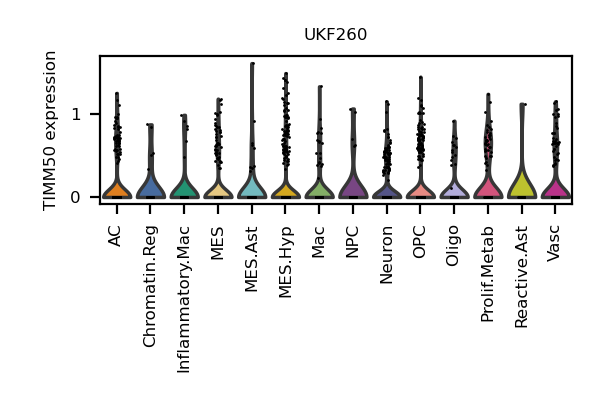 UKF260
TIMM50 expression
1
0
AC
Chromatin.Reg
Inflammatory.Mac
MES
MES.Ast
MES.Hyp
Mac
NPC
Neuron
OPC
Oligo
Prolif.Metab
Reactive.Ast
Vasc